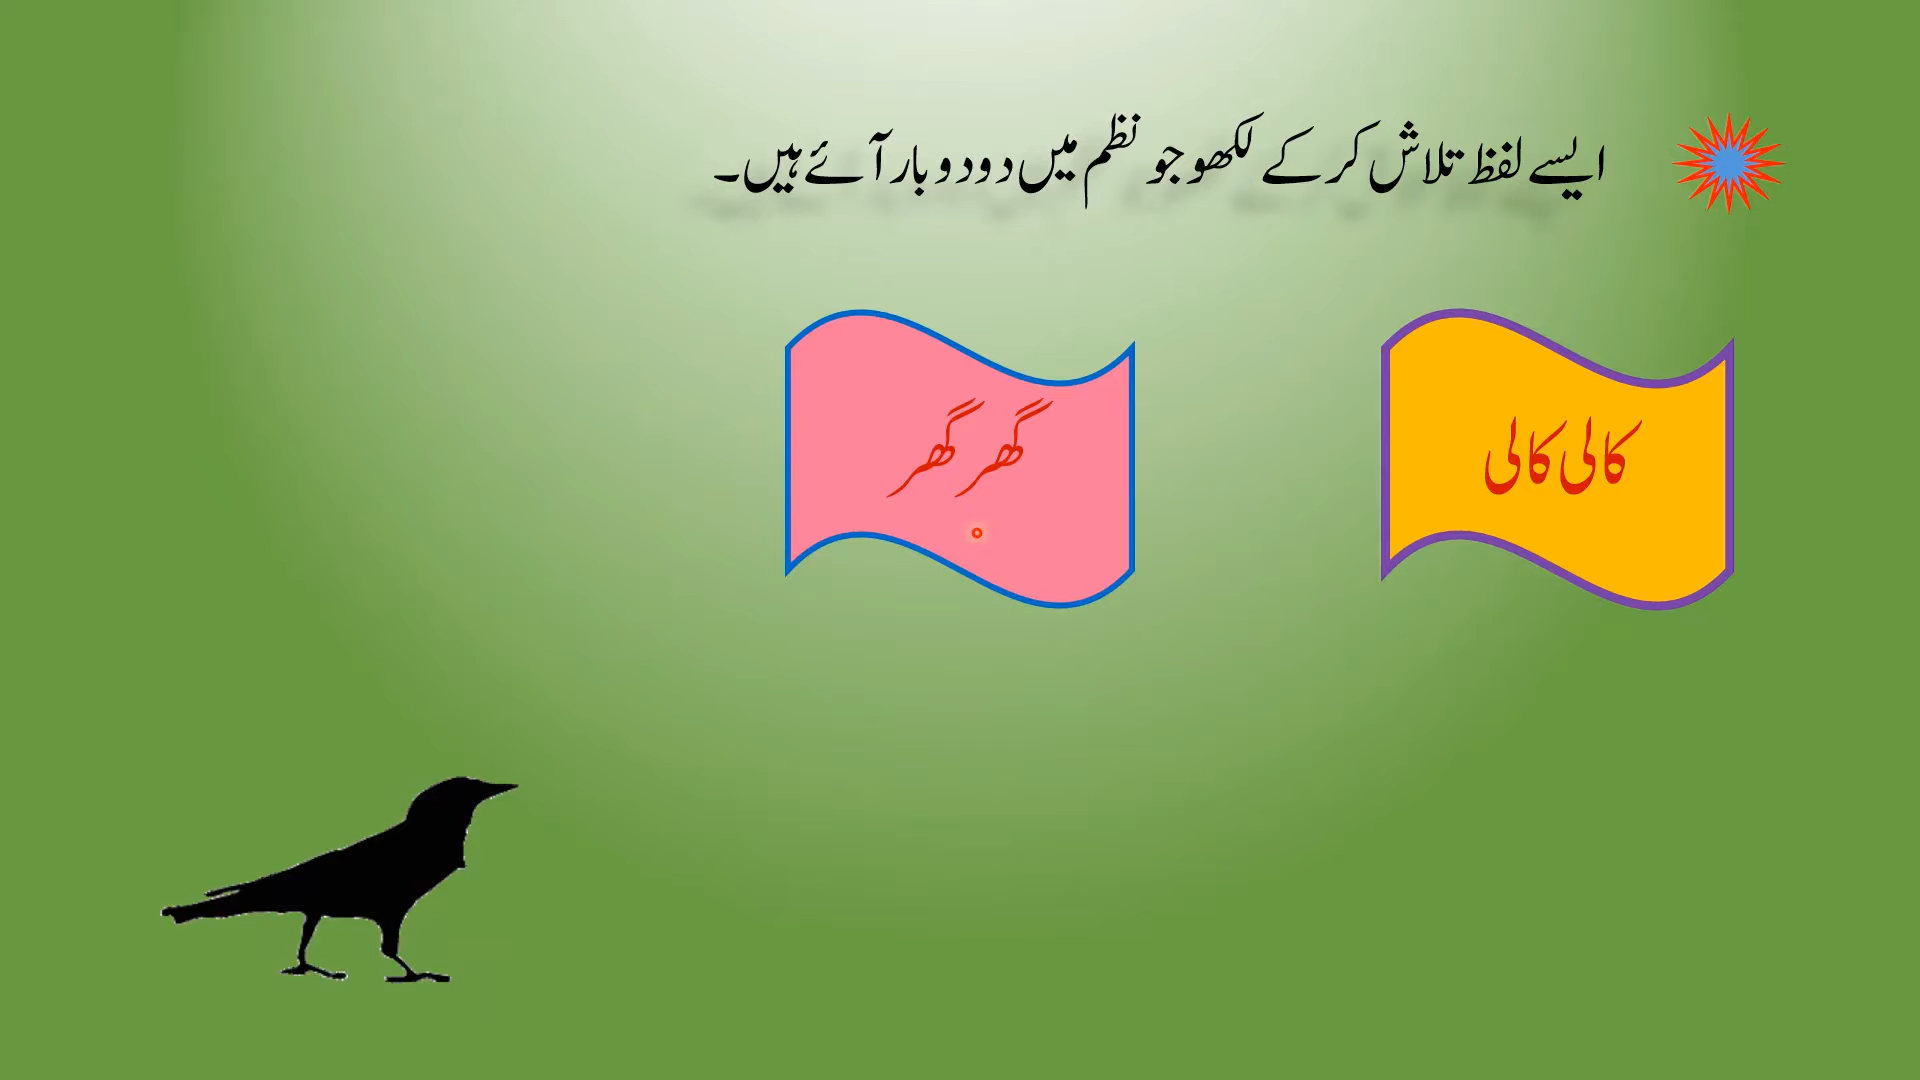 ایسے لفظ تلاش کر کے لکھو جو نظم میں دو دو بار آئے ہیں۔
کالی کالی
گھر گھر